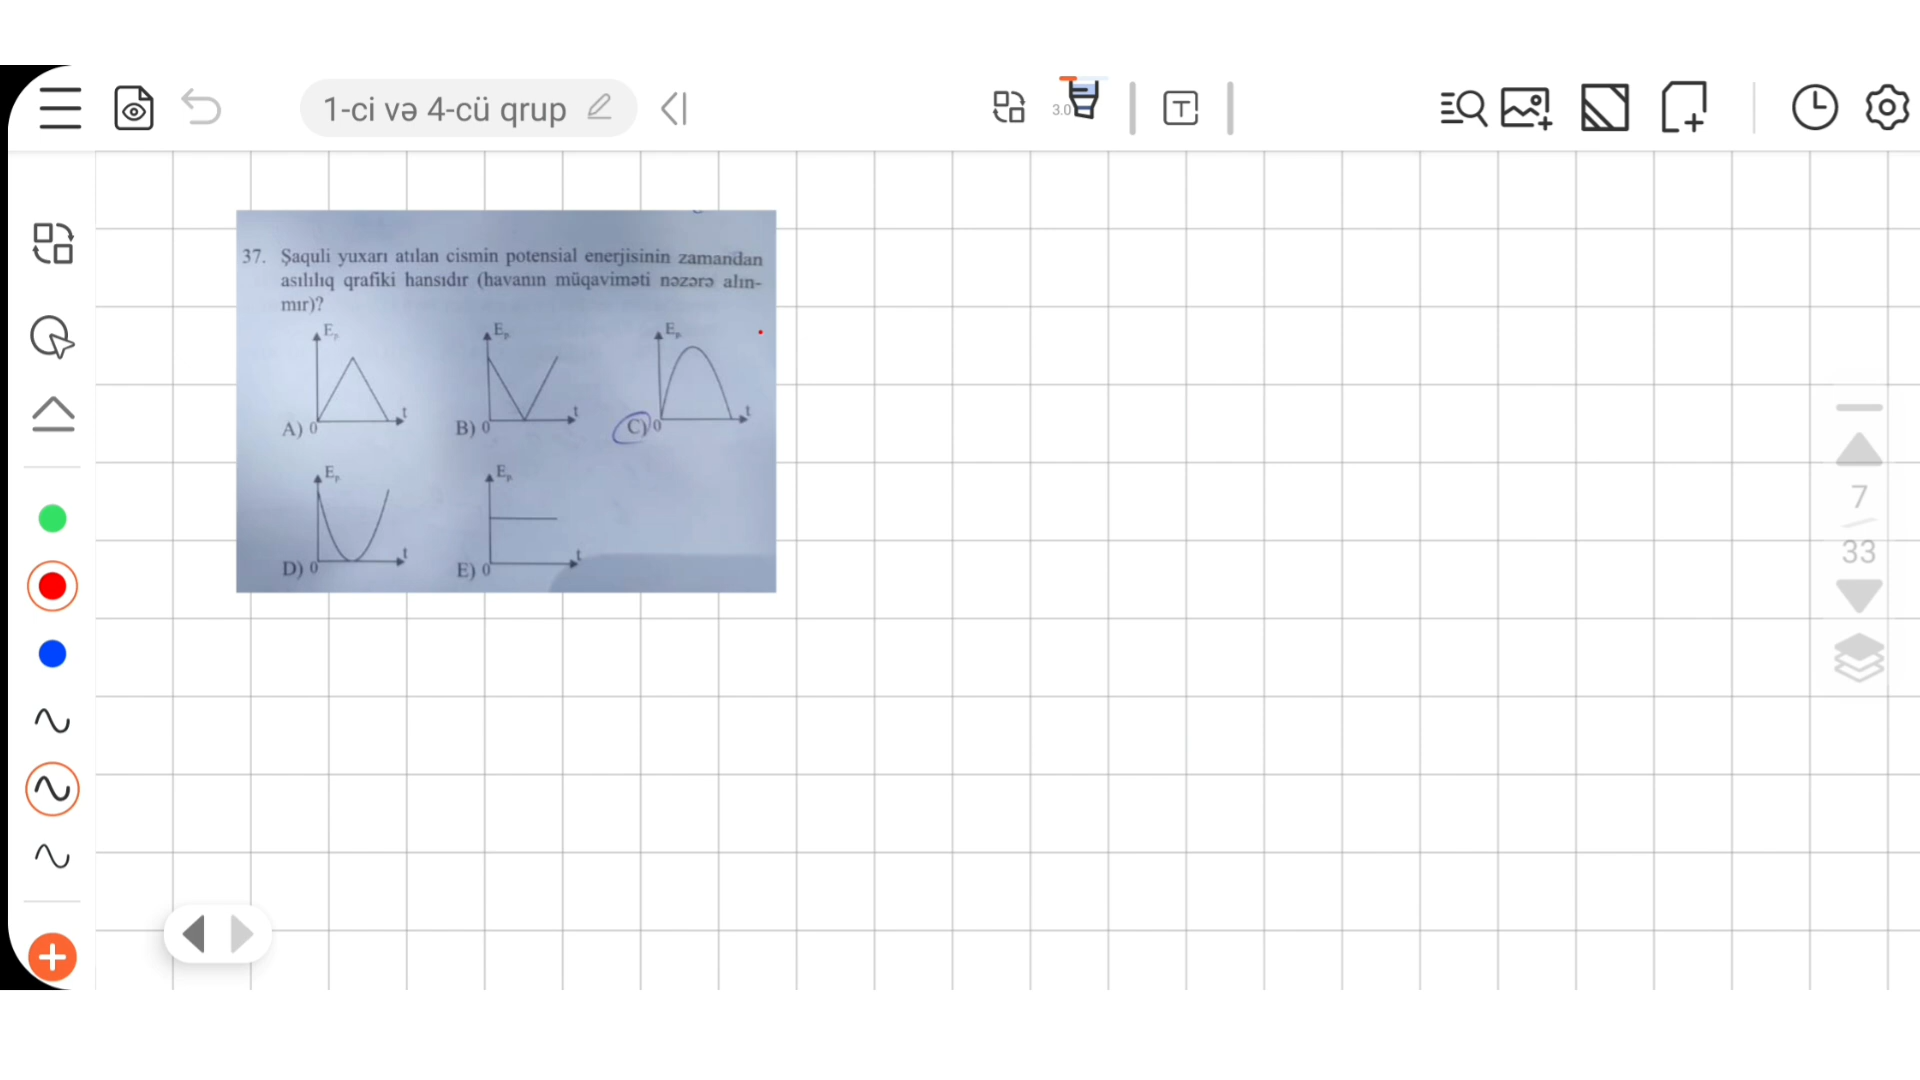 1-ci və 4-cü qrup
3.0
T
37. Şaquli yuxarı atılan cismin potensial enerjisinin zamandan
asılılıq qrafiki hansıdır (havanın müqaviməti nəzərə alın-
mır)?
Eₚ
Eₚ
Eₚ
t
t
t
A) 0
B) 0
C) 0
Eₚ
Eₚ
t
t
D) 0
E) 0
7
33